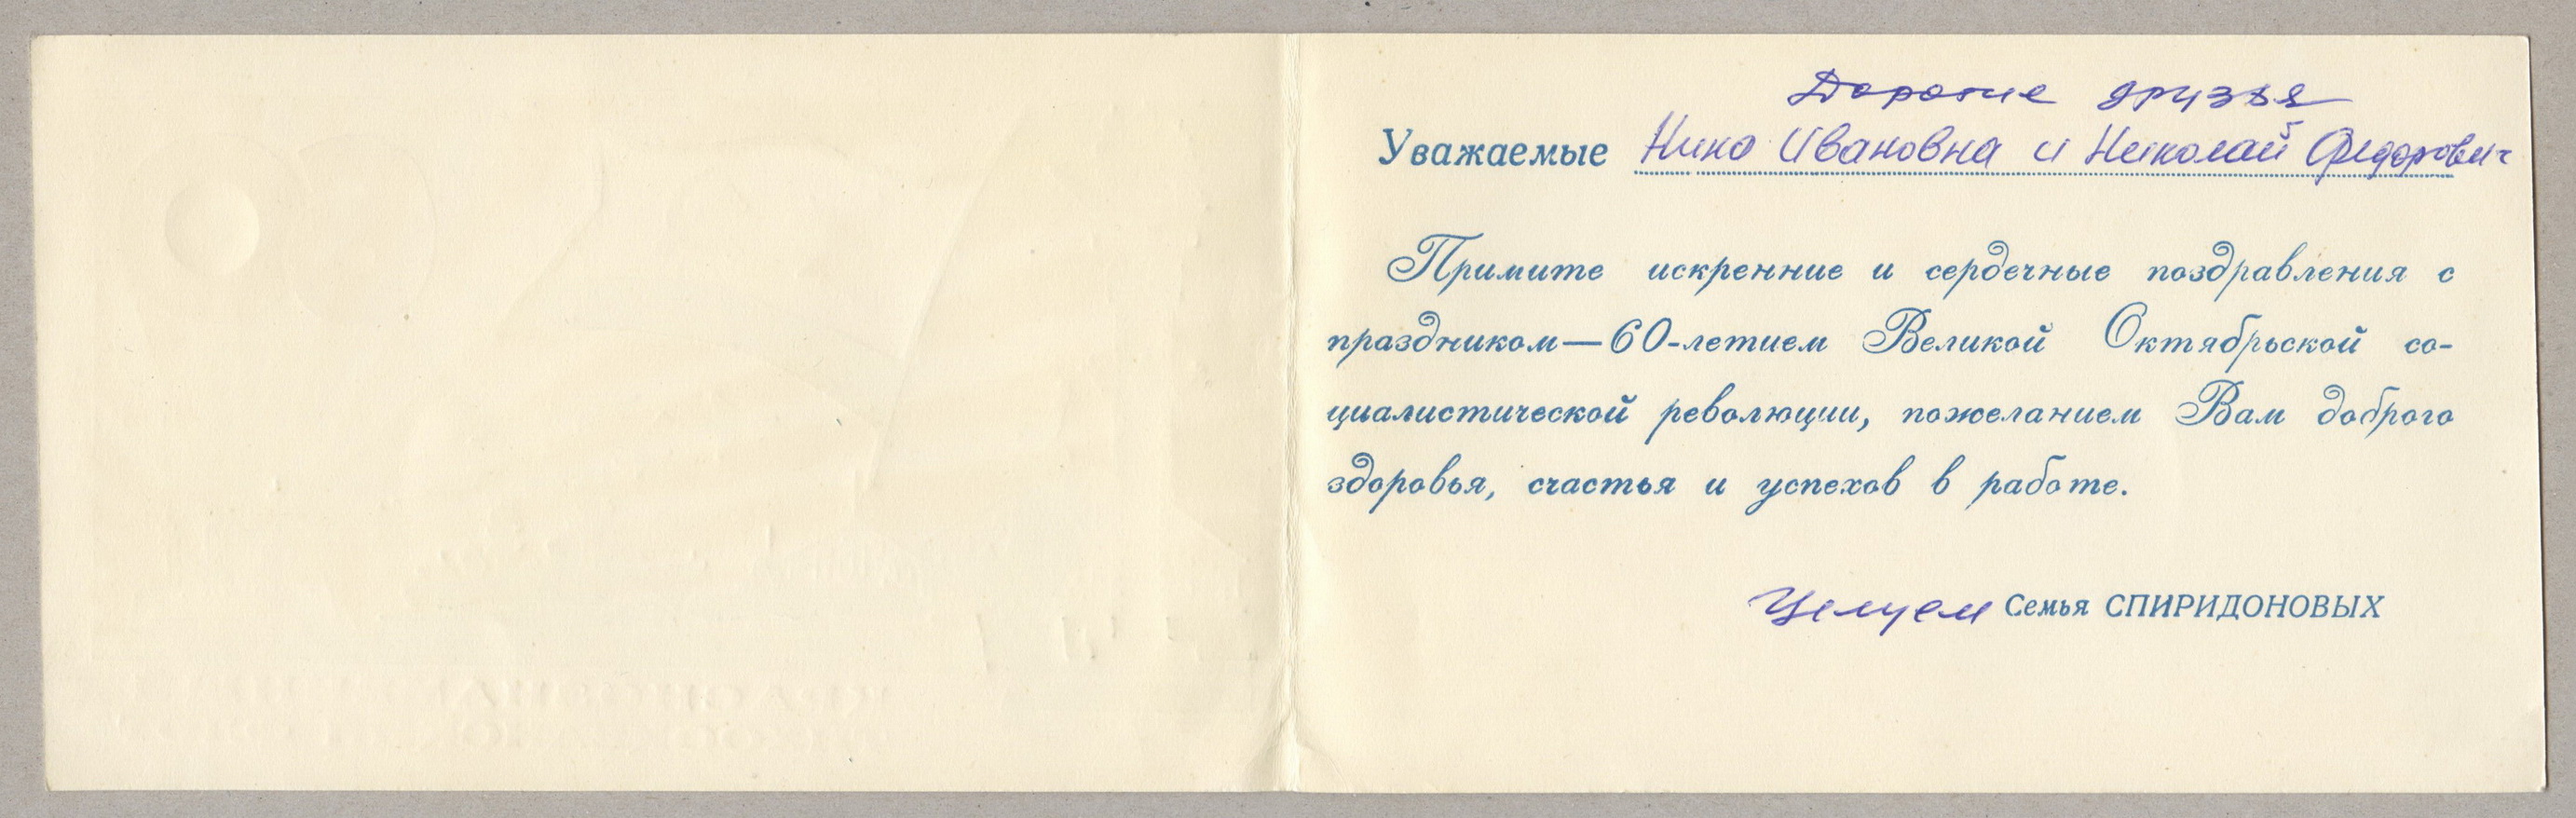 Дорогие друзья
Уважаемые Нина Ивановна и Николай Федорович
Примите искренние и сердечные поздравления с
праздником—60-летием Великой Октябрьской со-
циалистической революции, пожеланием Вам доброго
здоровья, счастья и успехов в работе.
Целуем Семья СПИРИДОНОВЫХ